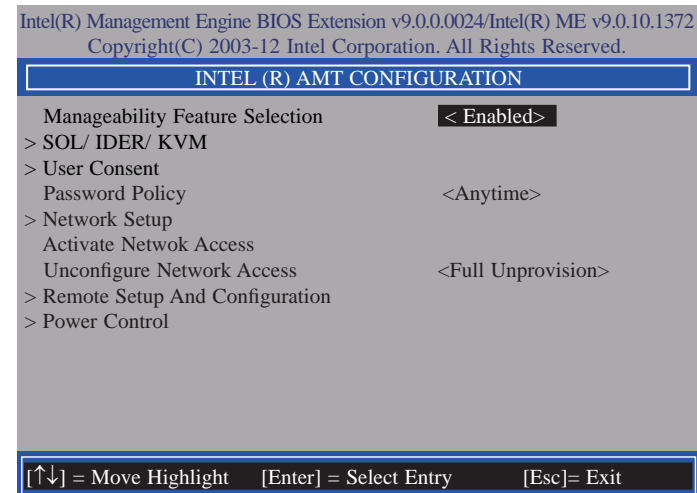 Intel(R) Management Engine BIOS Extension v9.0.0.0024/Intel(R) ME v9.0.10.1372
Copyright(C) 2003-12 Intel Corporation. All Rights Reserved.
INTEL (R) AMT CONFIGURATION
Manageability Feature Selection < Enabled>
> SOL/ IDER/ KVM
> User Consent
Password Policy <Anytime>
> Network Setup
Activate Netwok Access
Unconfigure Network Access <Full Unprovision>
> Remote Setup And Configuration
> Power Control
[↑↓] = Move Highlight [Enter] = Select Entry [Esc]= Exit